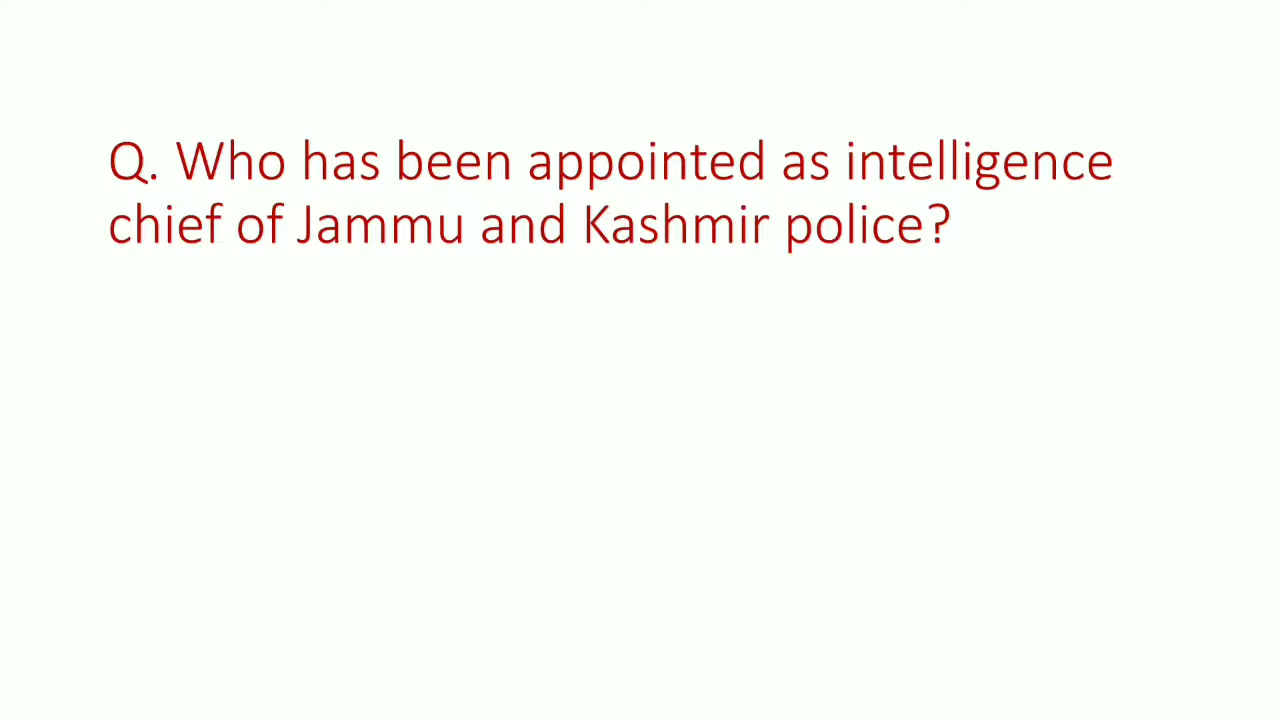 Q. Who has been appointed as intelligence
chief of Jammu and Kashmir police?